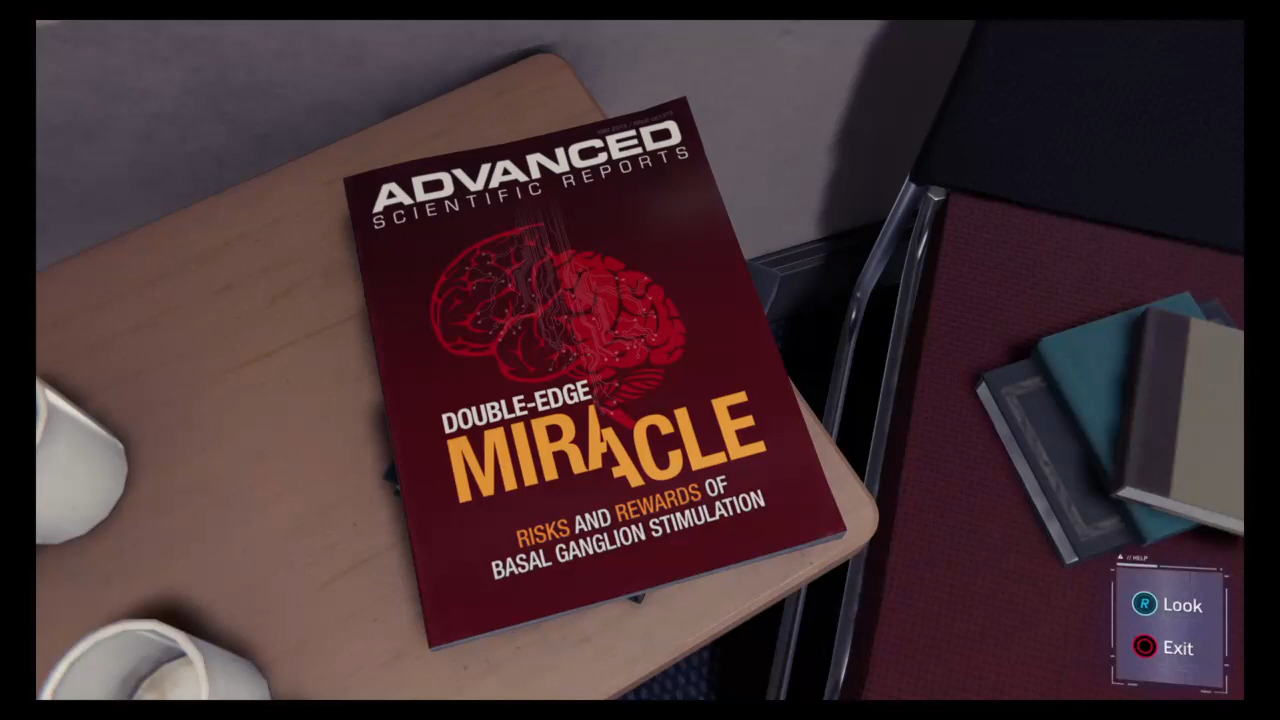 ADVANCED
SCIENTIFIC REPORTS
DOUBLE-EDGE
MIRACLE
RISKS AND REWARDS OF
BASAL GANGLION STIMULATION
// HELP
R Look
Exit